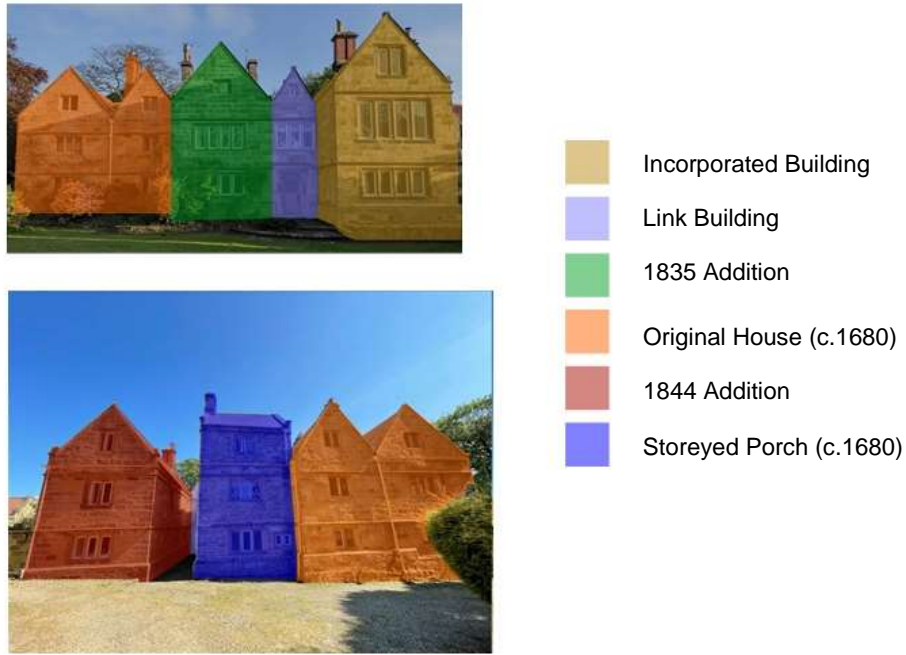 Incorporated Building
Link Building
1835 Addition
Original House (c.1680)
1844 Addition
Storeyed Porch (c.1680)